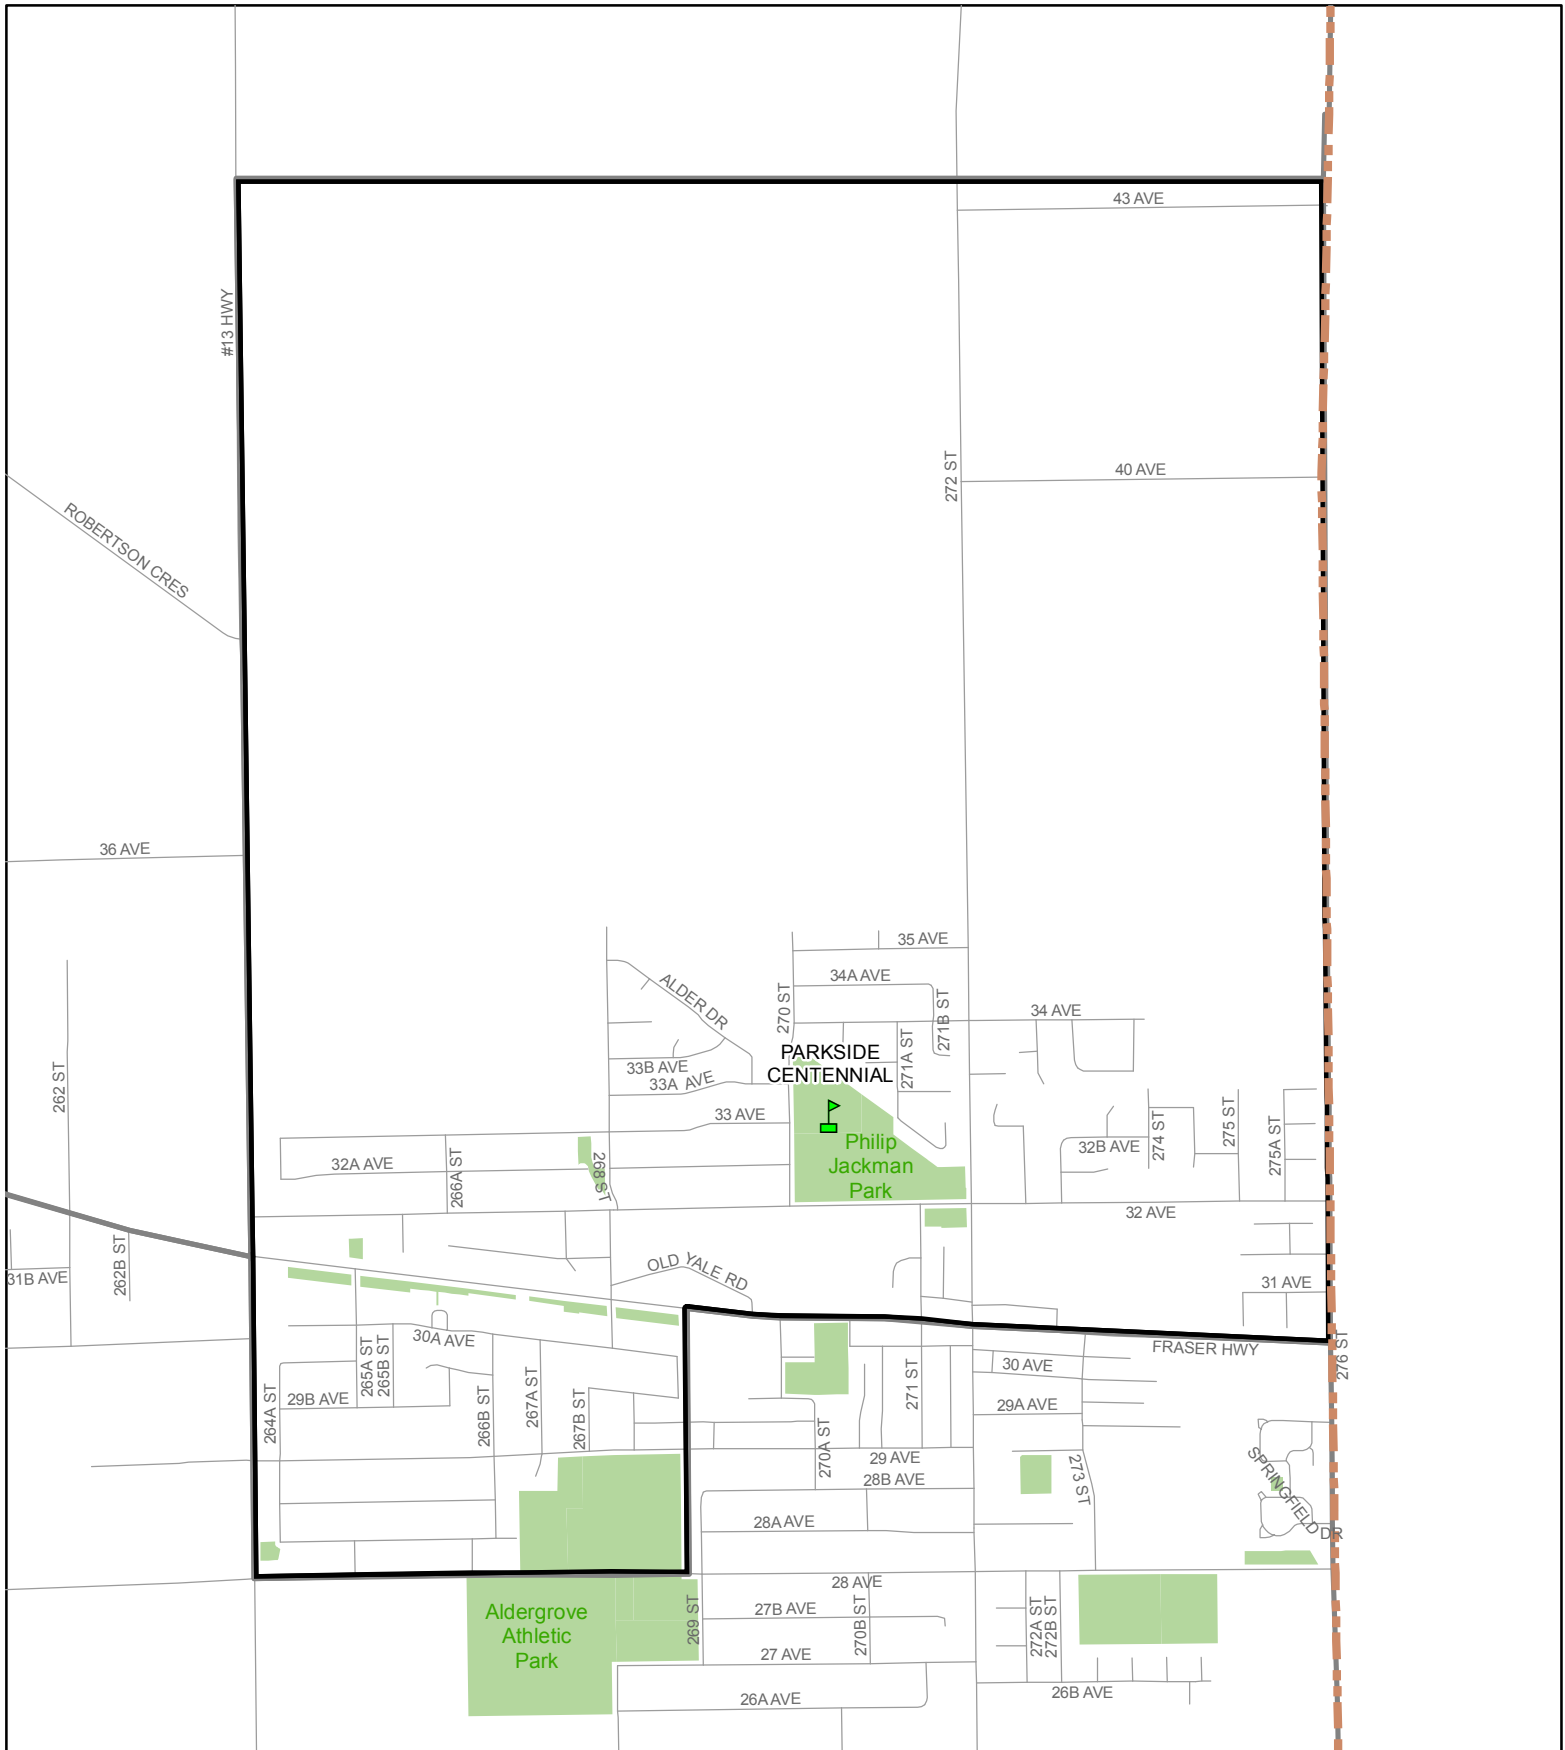 43 AVE
#13 HWY
272 ST
40 AVE
ROBERTSON CRES
36 AVE
35 AVE
34A AVE
ALDER DR
270 ST
271B ST
34 AVE
271A ST
PARKSIDE
CENTENNIAL
33B AVE
33A AVE
262 ST
33 AVE
Philip
Jackman
Park
32B AVE
274 ST
275 ST
275A ST
32A AVE
266A ST
268 ST
32 AVE
262B ST
31B AVE
OLD YALE RD
31 AVE
30A AVE
FRASER HWY
276 ST
265A ST
265B ST
30 AVE
264A ST
29B AVE
266B ST
267A ST
267B ST
271 ST
29A AVE
270A ST
29 AVE
28B AVE
273 ST
SPRINGFIELD DR
28A AVE
28 AVE
Aldergrove
Athletic
Park
269 ST
27B AVE
270B ST
272A ST
272B ST
27 AVE
26A AVE
26B AVE